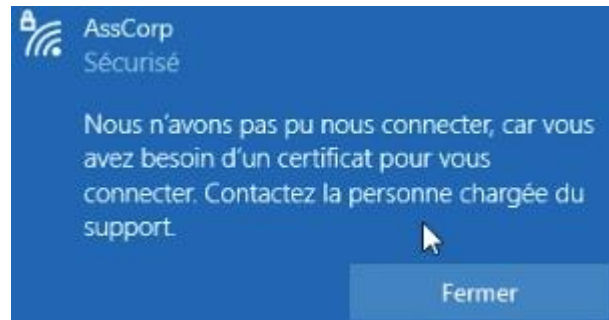 AssCorp
Sécurisé
Nous n'avons pas pu nous connecter, car vous
avez besoin d'un certificat pour vous
connecter. Contactez la personne chargée du
support.
Fermer